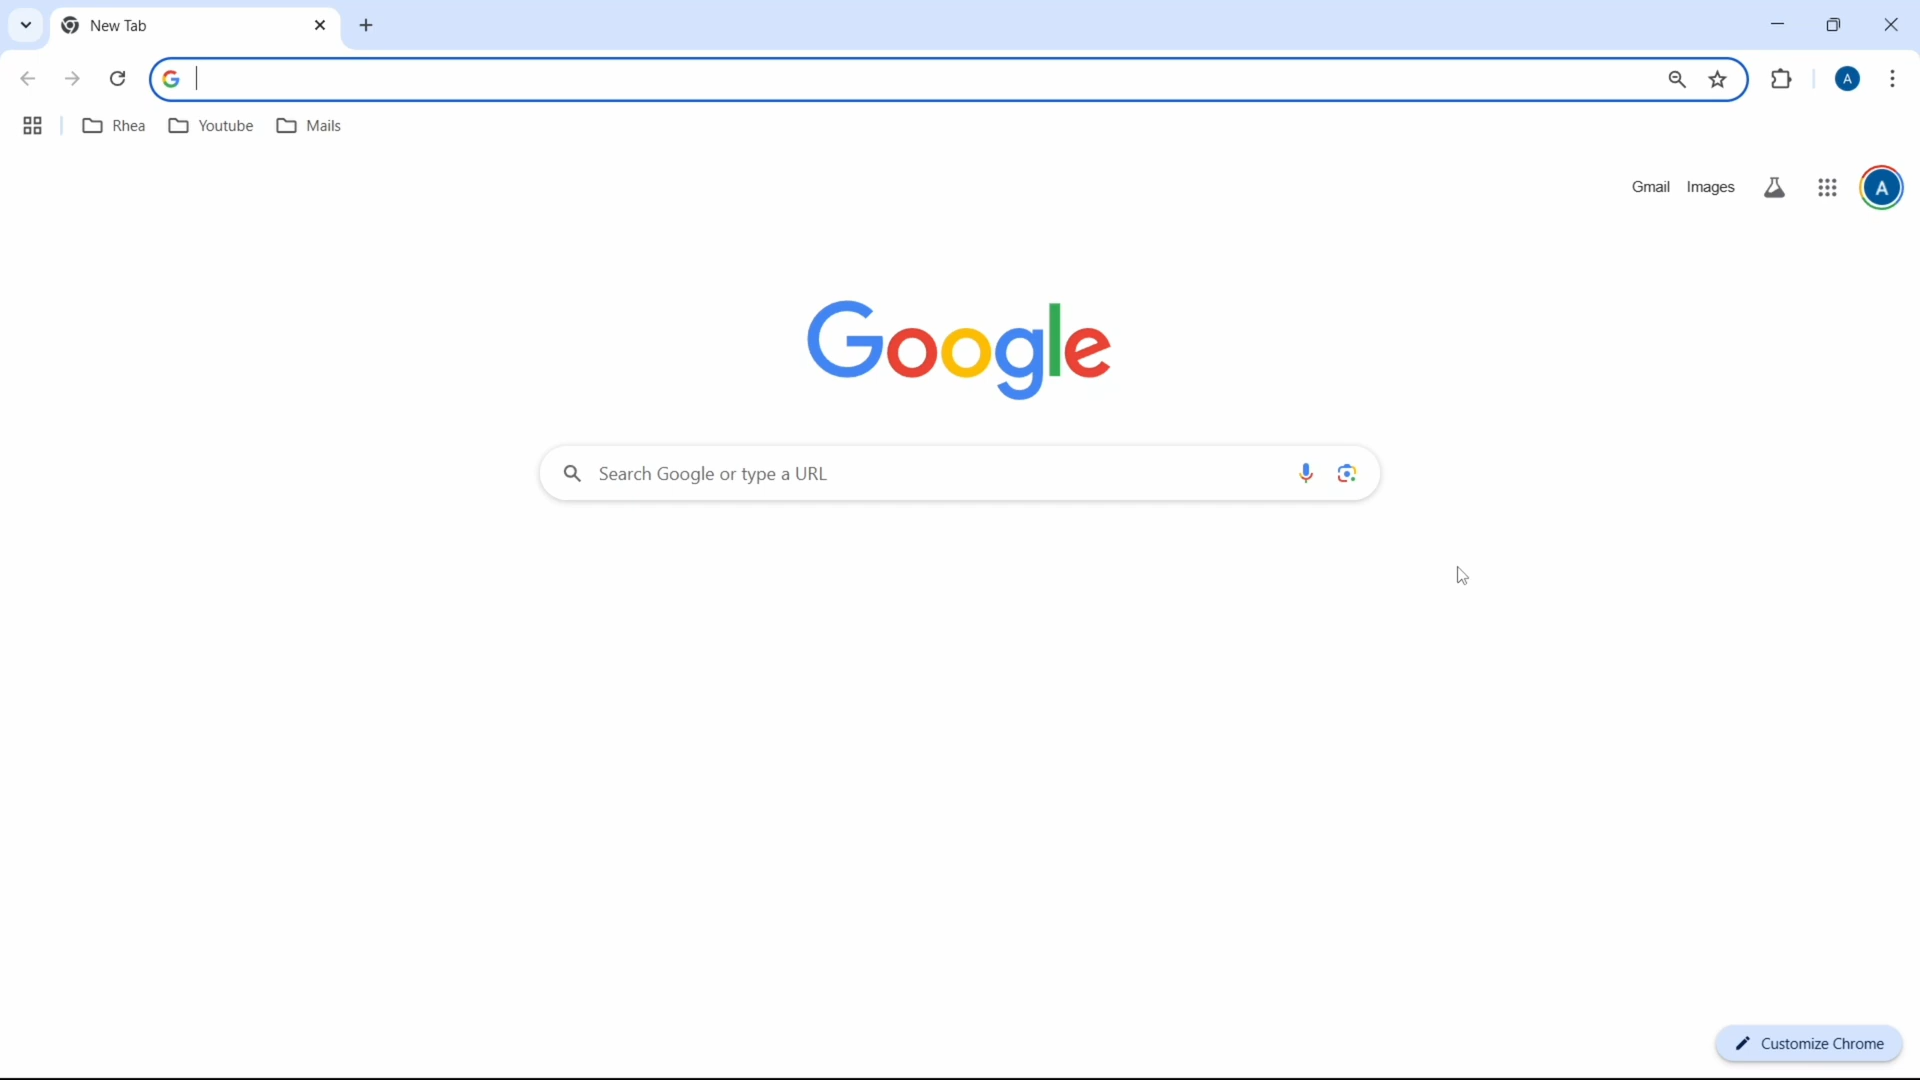 New Tab
Rhea Youtube Mails
Gmail Images A
A
Google
Search Google or type a URL
Customize Chrome